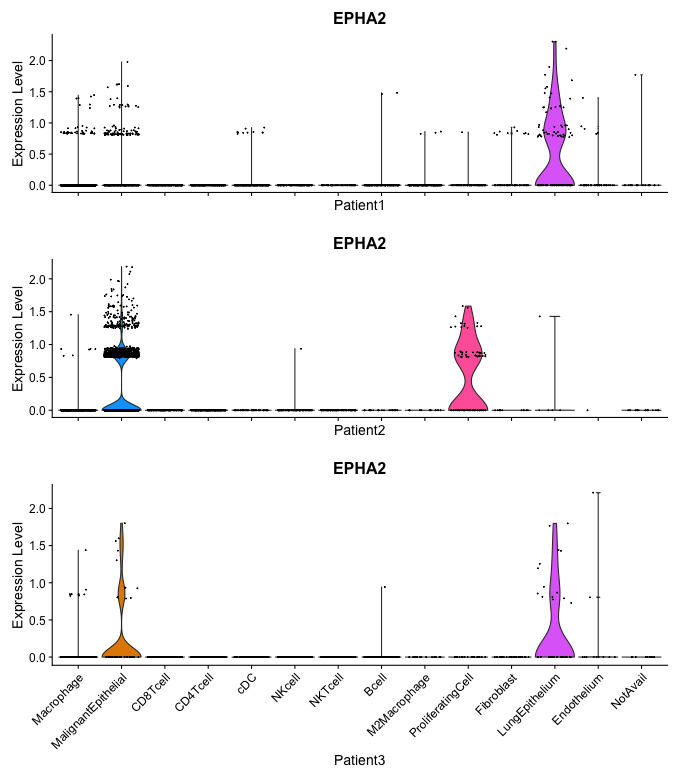 EPHA2
Expression Level
2.0
1.5
1.0
0.5
0.0
Patient1
EPHA2
Expression Level
2.0
1.5
1.0
0.5
0.0
Patient2
EPHA2
Expression Level
2.0
1.5
1.0
0.5
0.0
Macrophage
MalignantEpithelial
CD8Tcell
CD4Tcell
cDC
NKcell
NKTcell
Bcell
M2Macrophage
ProliferatingCell
Fibroblast
LungEpithelium
Endothelium
NotAvail
Patient3